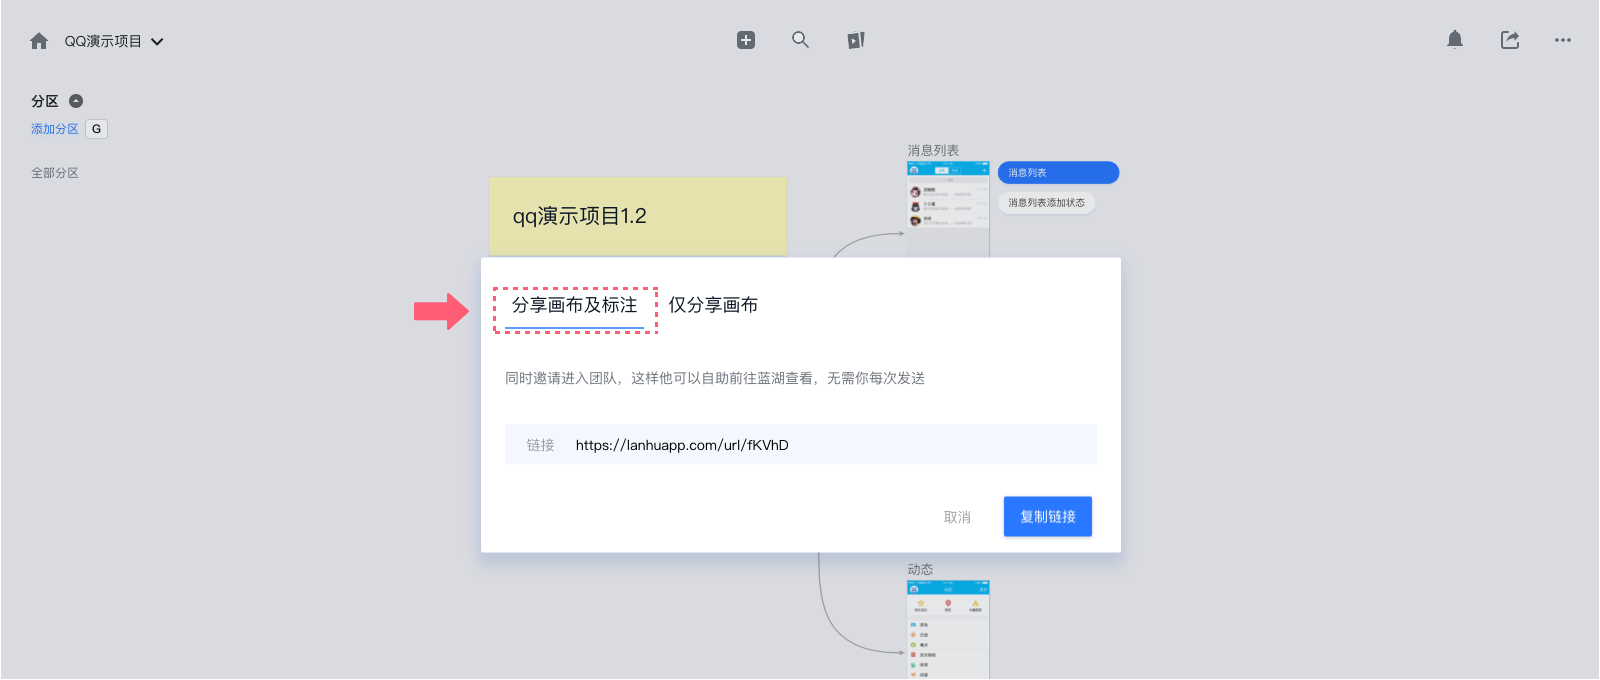 QQ演示项目
分区
添加分区 G
全部分区
消息列表
消息列表
消息列表添加状态
qq演示项目1.2
分享画布及标注 仅分享画布
同时邀请进入团队，这样他可以自助前往蓝湖查看，无需你每次发送
链接 https://lanhuapp.com/url/fKVhD
取消 复制链接
动态